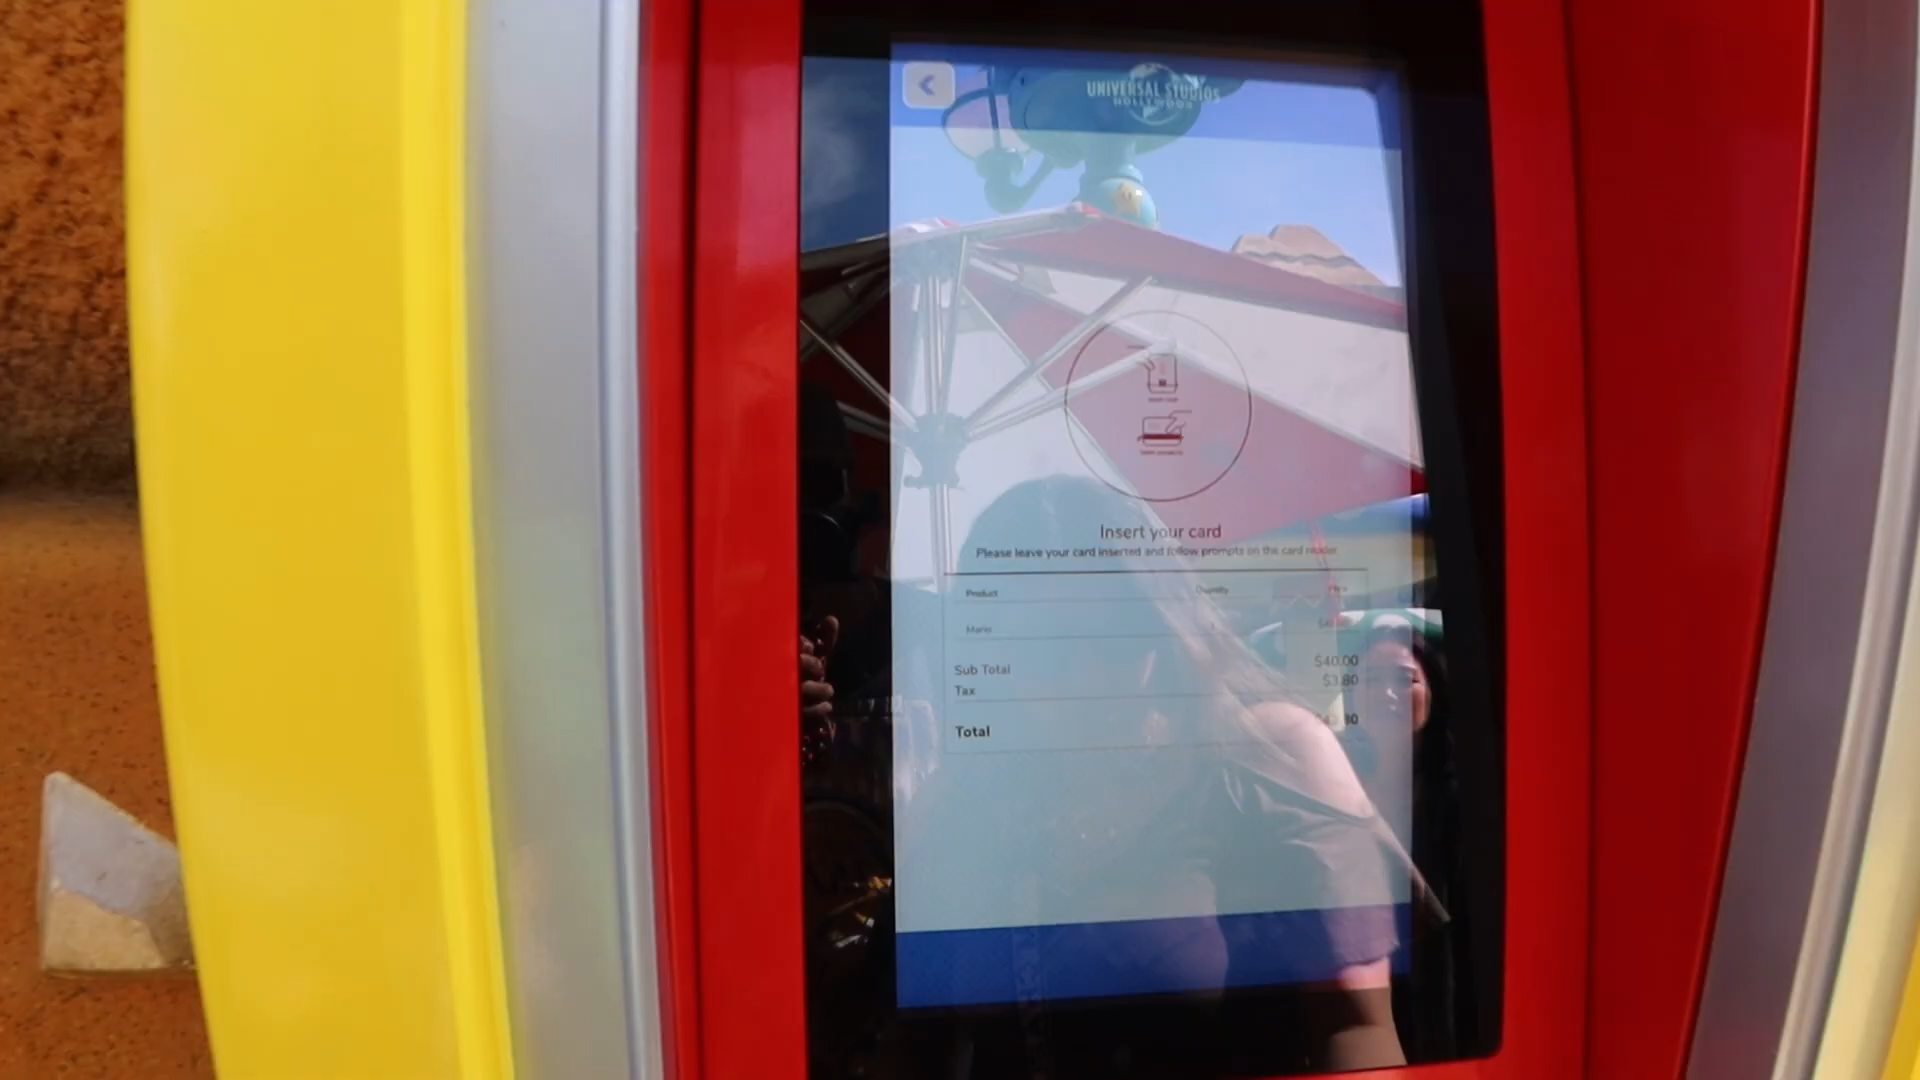 UNIVERSAL STUDIOS
HOLLYWOOD
Insert your card
Please leave your card inserted and follow prompts on the card reader
Product Quantity Price
Mario
Sub Total $40.00
Tax $3.80
Total